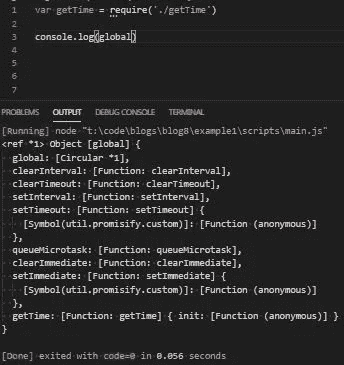 1 var getTime = require('./getTime')
2
3 console.log(global)
4
5
6
7
PROBLEMS OUTPUT DEBUG CONSOLE TERMINAL
[Running] node "t:\code\blogs\blog8\example1\scripts\main.js"
<ref *1> Object [global] {
  global: [Circular *1],
  clearInterval: [Function: clearInterval],
  clearTimeout: [Function: clearTimeout],
  setInterval: [Function: setInterval],
  setTimeout: [Function: setTimeout] {
    [Symbol(util.promisify.custom)]: [Function (anonymous)]
  },
  queueMicrotask: [Function: queueMicrotask],
  clearImmediate: [Function: clearImmediate],
  setImmediate: [Function: setImmediate] {
    [Symbol(util.promisify.custom)]: [Function (anonymous)]
  },
  getTime: [Function: getTime] { init: [Function (anonymous)] }
}
[Done] exited with code=0 in 0.056 seconds